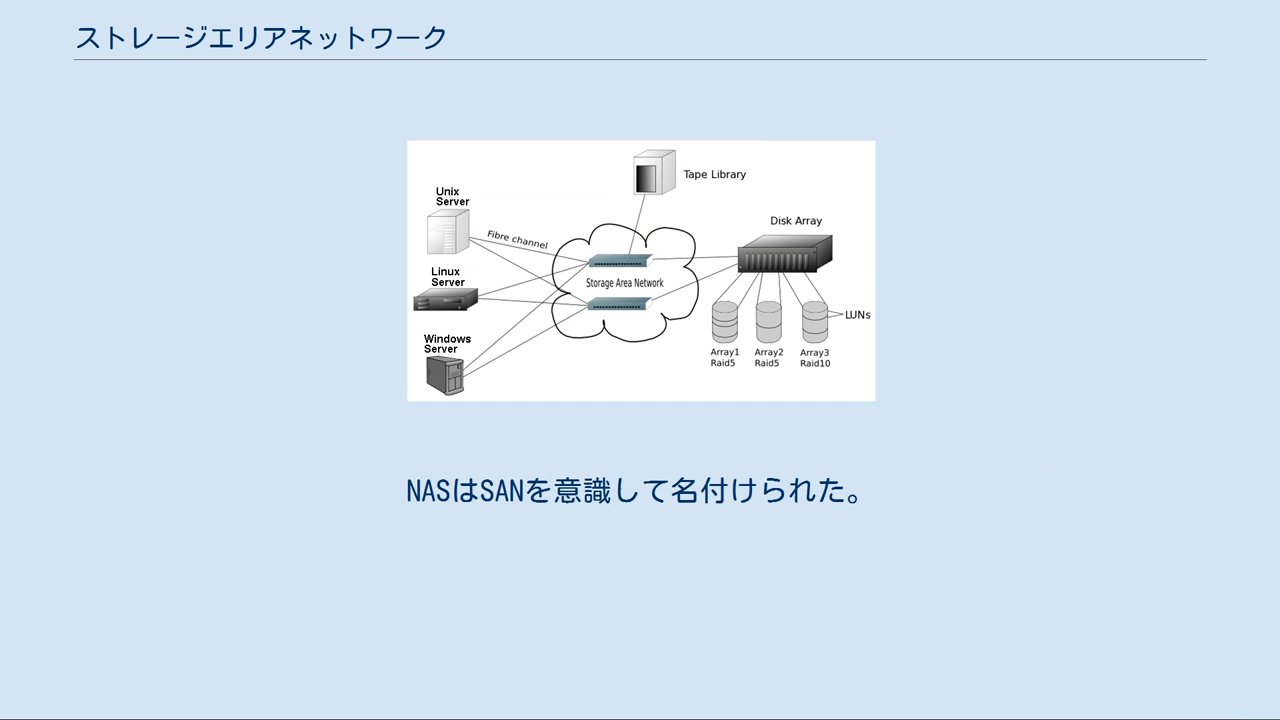 ストレージエリアネットワーク
Tape Library
Unix
Server
Disk Array
Fibre channel
Linux
Server
Storage Area Network
LUNs
Windows
Server
Array1
Raid5
Array2
Raid5
Array3
Raid10
NASはSANを意識して名付けられた。